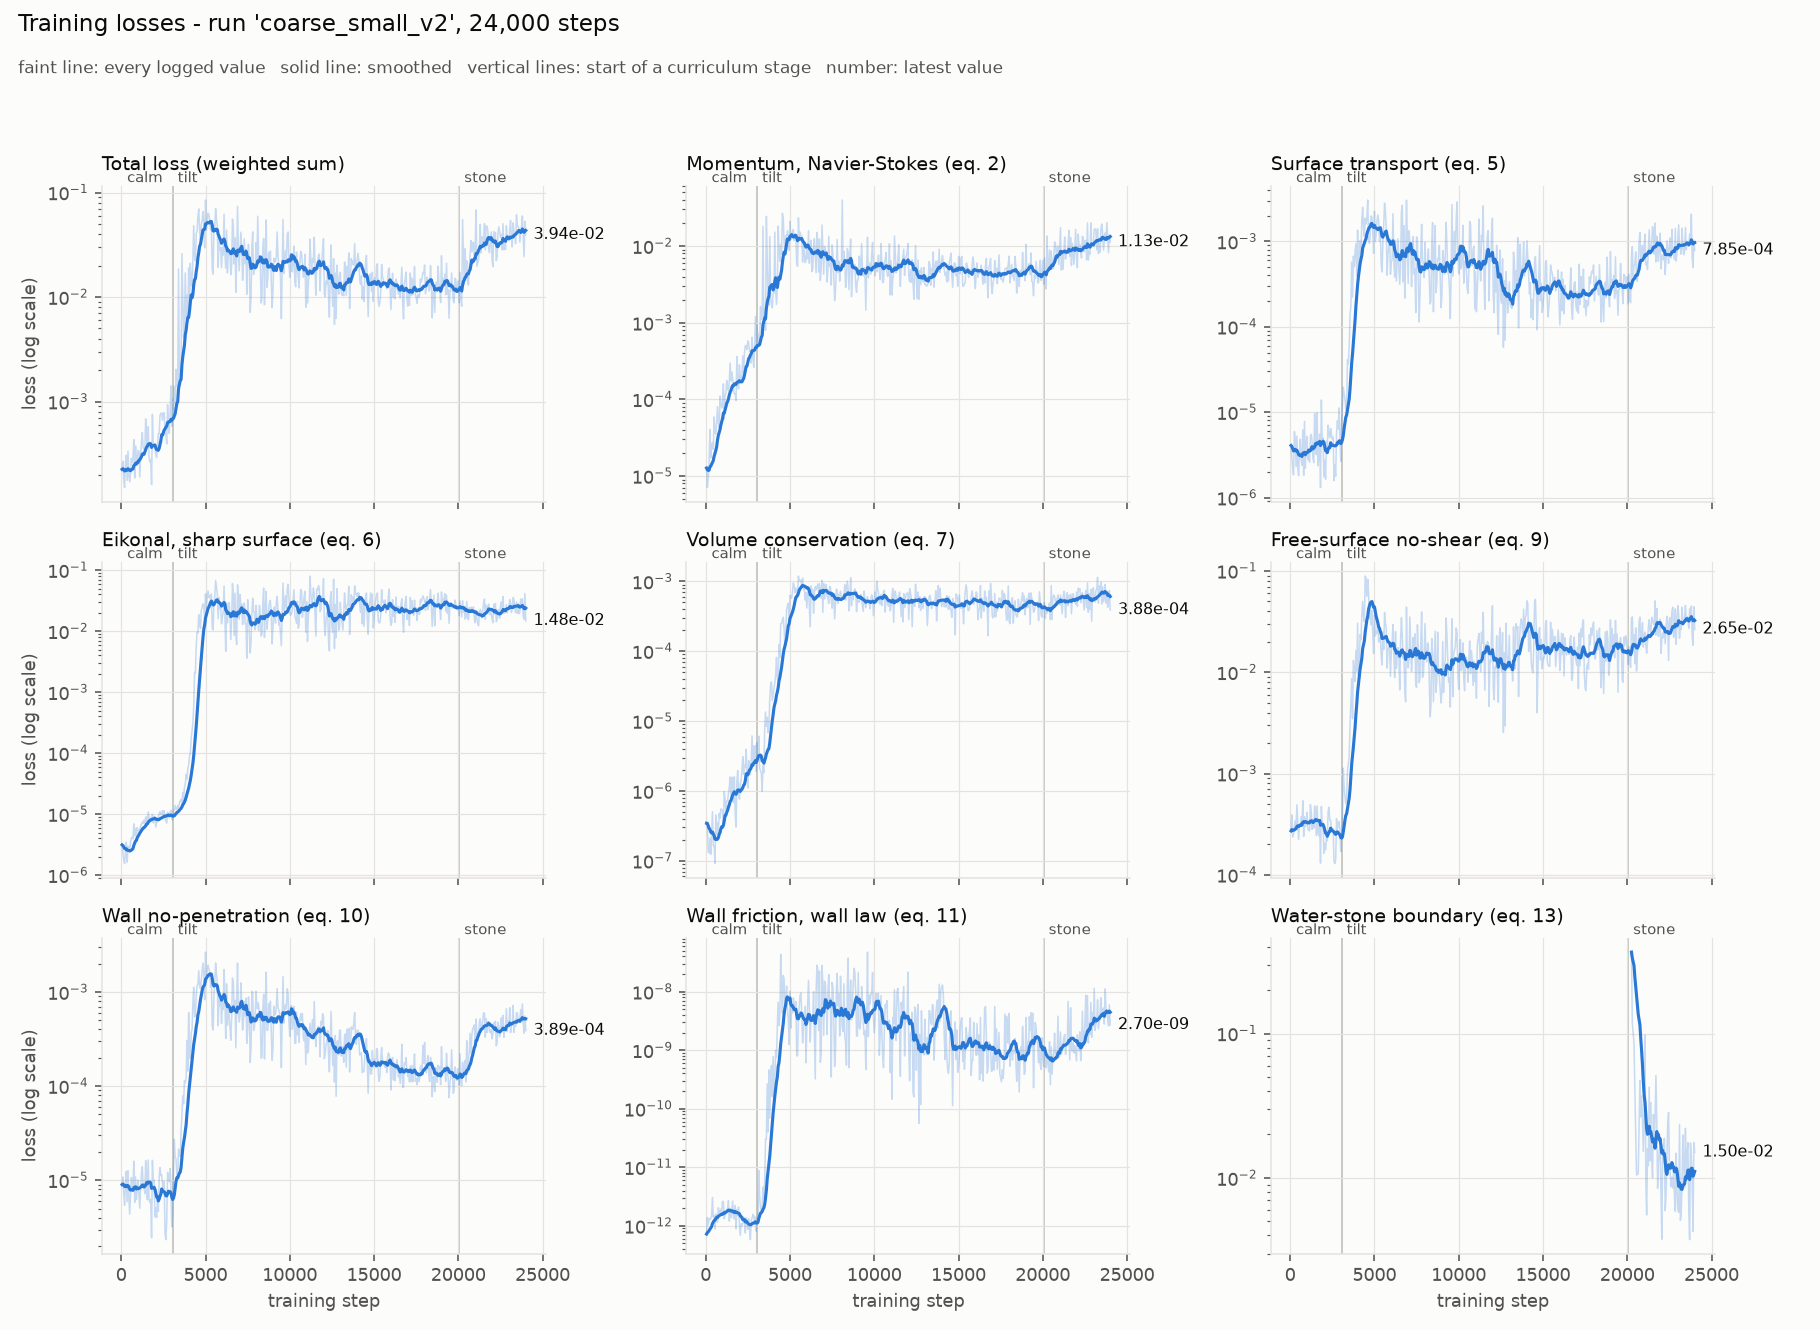 Training losses - run 'coarse_small_v2', 24,000 steps
faint line: every logged value   solid line: smoothed   vertical lines: start of a curriculum stage   number: latest value
Total loss (weighted sum)
calm tilt stone
10⁻¹
10⁻²
10⁻³
loss (log scale)
3.94e-02
Momentum, Navier-Stokes (eq. 2)
calm tilt stone
10⁻²
10⁻³
10⁻⁴
10⁻⁵
1.13e-02
Surface transport (eq. 5)
calm tilt stone
10⁻³
10⁻⁴
10⁻⁵
10⁻⁶
7.85e-04
Eikonal, sharp surface (eq. 6)
calm tilt stone
10⁻¹
10⁻²
10⁻³
10⁻⁴
10⁻⁵
10⁻⁶
loss (log scale)
1.48e-02
Volume conservation (eq. 7)
calm tilt stone
10⁻³
10⁻⁴
10⁻⁵
10⁻⁶
10⁻⁷
3.88e-04
Free-surface no-shear (eq. 9)
calm tilt stone
10⁻¹
10⁻²
10⁻³
10⁻⁴
2.65e-02
Wall no-penetration (eq. 10)
calm tilt stone
10⁻³
10⁻⁴
10⁻⁵
loss (log scale)
3.89e-04
0 5000 10000 15000 20000 25000
training step
Wall friction, wall law (eq. 11)
calm tilt stone
10⁻⁸
10⁻⁹
10⁻¹⁰
10⁻¹¹
10⁻¹²
2.70e-09
0 5000 10000 15000 20000 25000
training step
Water-stone boundary (eq. 13)
calm tilt stone
10⁻¹
10⁻²
1.50e-02
0 5000 10000 15000 20000 25000
training step